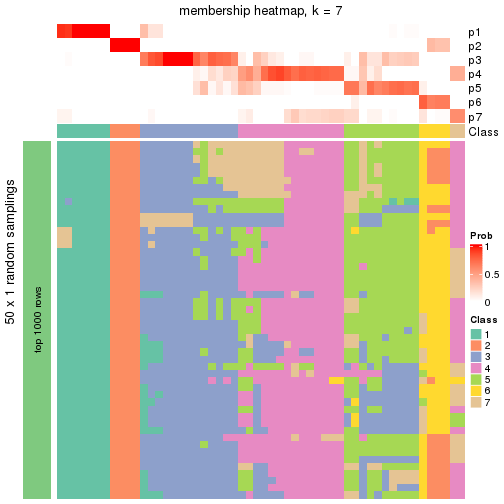 membership heatmap, k = 7
p1
p2
p3
p4
p5
p6
p7
Class
50 x 1 random samplings
top 1000 rows
Prob
1
0.5
0
Class
1
2
3
4
5
6
7